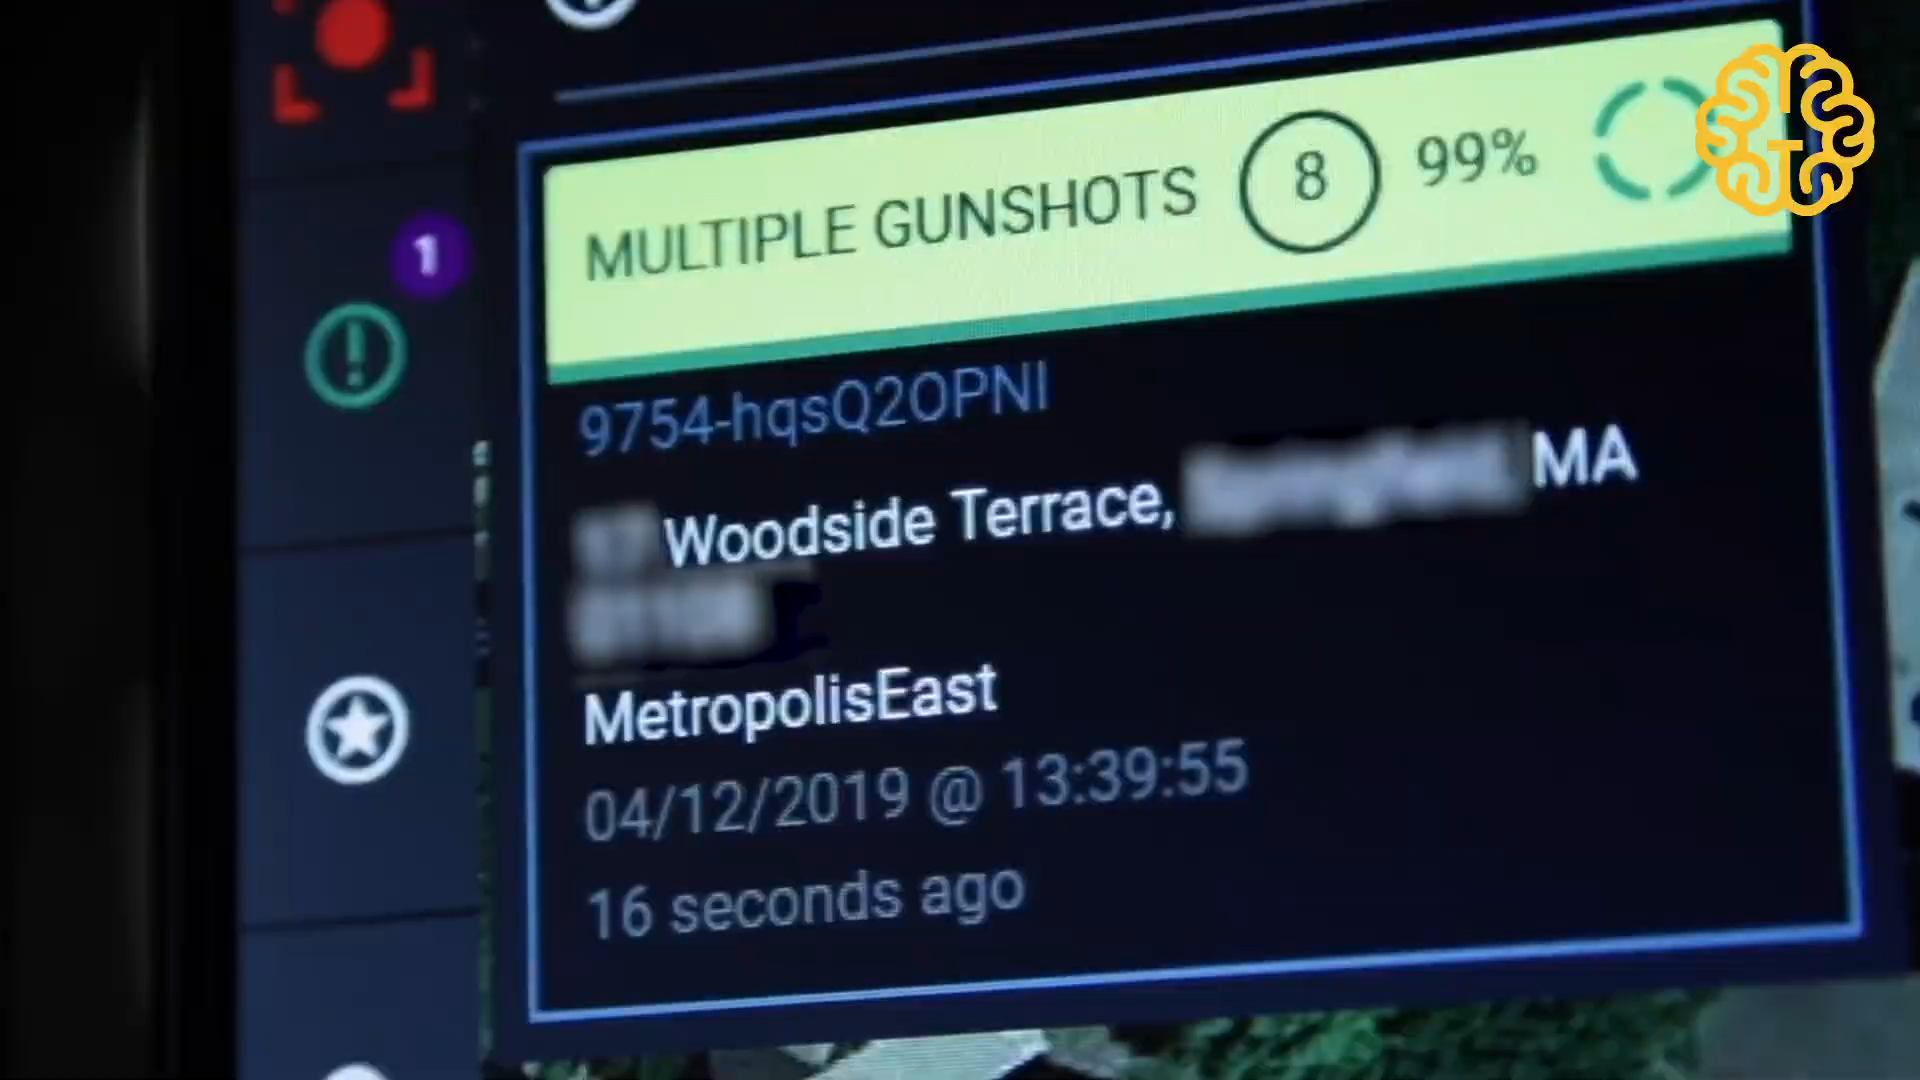 MULTIPLE GUNSHOTS 8 99%
1
9754-hqsQ2OPNI
Woodside Terrace, MA
MetropolisEast
04/12/2019 @ 13:39:55
16 seconds ago